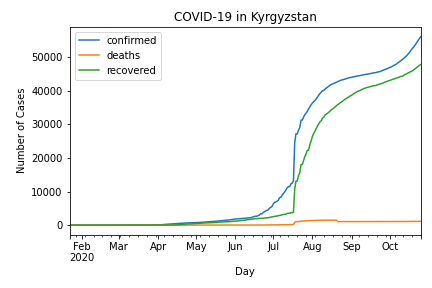 COVID-19 in Kyrgyzstan
confirmed
deaths
recovered
Number of Cases
50000
40000
30000
20000
10000
0
Feb
2020
Mar
Apr
May
Jun
Jul
Aug
Sep
Oct
Day